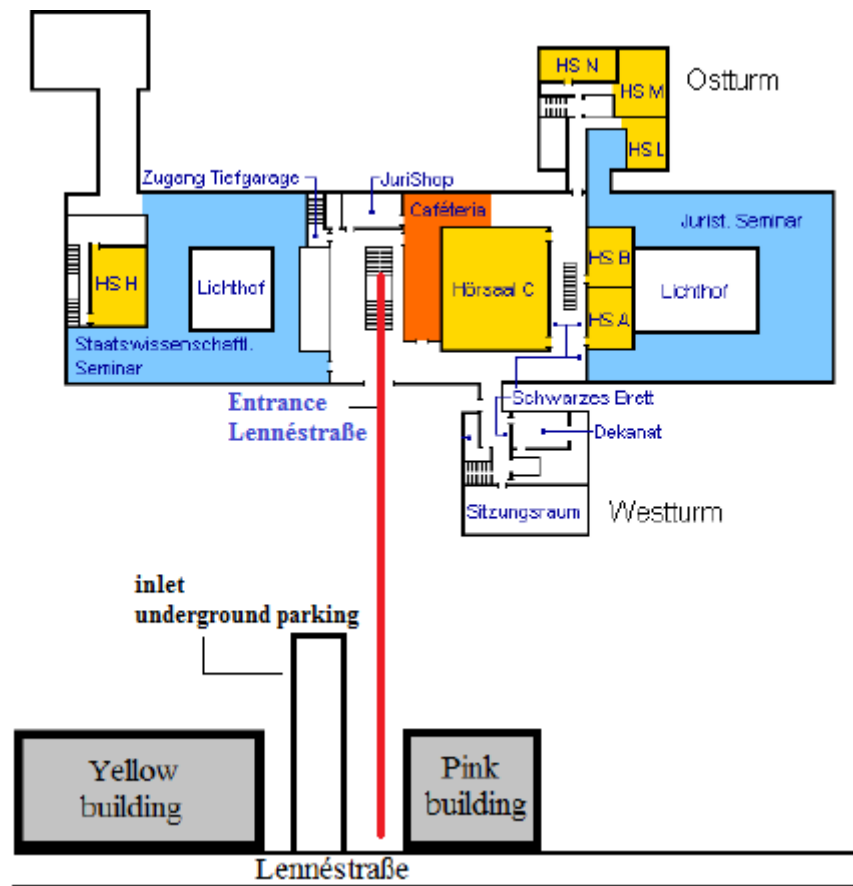 HS N
Ostturm
HS M
HS L
Zugang Tiefgarage
JuriShop
Caféteria
Jurist. Seminar
HS B
HS H
Lichthof
Hörsaal C
Lichthof
HS A
Staatswissenschaftl.
Seminar
Entrance
Lennéstraße
Schwarzes Brett
Dekanat
Sitzungsraum
Westturm
inlet
underground parking
Yellow
building
Pink
building
Lennéstraße